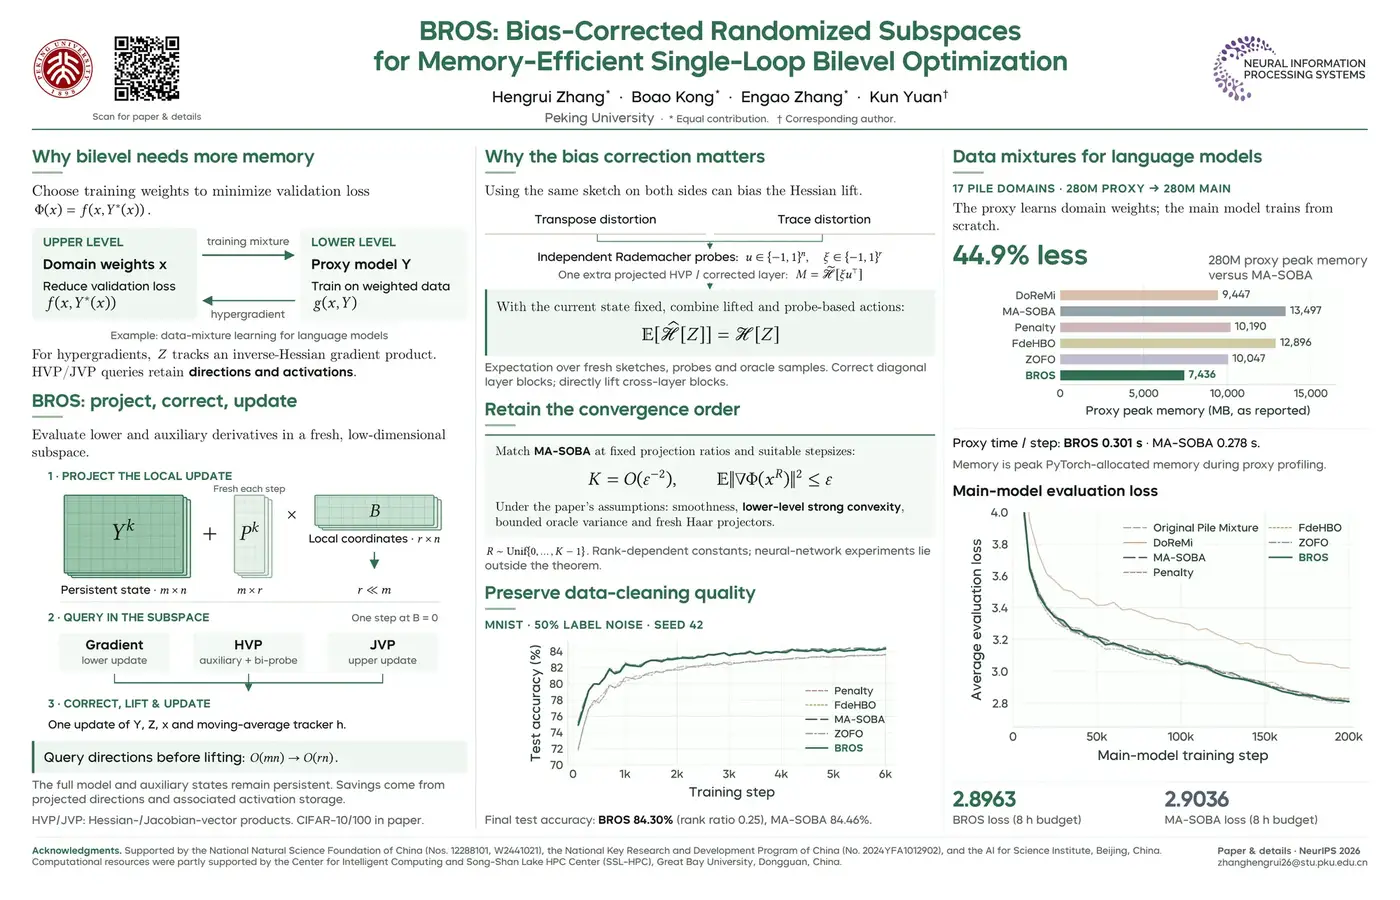 BROS: Bias-Corrected Randomized Subspaces
for Memory-Efficient Single-Loop Bilevel Optimization
PEKING UNIVERSITY
1898
Scan for paper & details
Hengrui Zhang* · Boao Kong* · Engao Zhang* · Kun Yuan†
Peking University · * Equal contribution. † Corresponding author.
NEURAL INFORMATION
PROCESSING SYSTEMS
Why bilevel needs more memory
Choose training weights to minimize validation loss
Φ(x) = f(x, Y*(x)) .
UPPER LEVEL
Domain weights x
Reduce validation loss
f(x, Y*(x))
training mixture
hypergradient
LOWER LEVEL
Proxy model Y
Train on weighted data
g(x, Y)
Example: data-mixture learning for language models
For hypergradients, Z tracks an inverse-Hessian gradient product.
HVP/JVP queries retain directions and activations.
BROS: project, correct, update
Evaluate lower and auxiliary derivatives in a fresh, low-dimensional
subspace.
1 · PROJECT THE LOCAL UPDATE
Fresh each step
Y^k
+
P^k
×
B
Local coordinates · r × n
Persistent state · m × n
m × r
r ≪ m
2 · QUERY IN THE SUBSPACE
One step at B = 0
Gradient
lower update
HVP
auxiliary + bi-probe
JVP
upper update
3 · CORRECT, LIFT & UPDATE
One update of Y, Z, x and moving-average tracker h.
Query directions before lifting: O(mn) → O(rn).
The full model and auxiliary states remain persistent. Savings come from
projected directions and associated activation storage.
HVP/JVP: Hessian-/Jacobian-vector products. CIFAR-10/100 in paper.
Why the bias correction matters
Using the same sketch on both sides can bias the Hessian lift.
Transpose distortion
Trace distortion
Independent Rademacher probes: u ∈ {−1, 1}^n, ξ ∈ {−1, 1}^r
One extra projected HVP / corrected layer: M = ℋ̃[ξu^⊤]
With the current state fixed, combine lifted and probe-based actions:
𝔼[ℋ̂[Z]] = ℋ[Z]
Expectation over fresh sketches, probes and oracle samples. Correct diagonal
layer blocks; directly lift cross-layer blocks.
Retain the convergence order
Match MA-SOBA at fixed projection ratios and suitable stepsizes:
K = O(ε^−2), 𝔼‖∇Φ(x^R)‖^2 ≤ ε
Under the paper's assumptions: smoothness, lower-level strong convexity,
bounded oracle variance and fresh Haar projectors.
R ~ Unif{0, ..., K − 1}. Rank-dependent constants; neural-network experiments lie
outside the theorem.
Preserve data-cleaning quality
MNIST · 50% LABEL NOISE · SEED 42
Test accuracy (%)
84
82
80
78
76
74
72
70
0
1k
2k
3k
4k
5k
6k
Training step
Penalty
FdeHBO
MA-SOBA
ZOFO
BROS
Final test accuracy: BROS 84.30% (rank ratio 0.25), MA-SOBA 84.46%.
Data mixtures for language models
17 PILE DOMAINS · 280M PROXY → 280M MAIN
The proxy learns domain weights; the main model trains from
scratch.
44.9% less
280M proxy peak memory
versus MA-SOBA
DoReMi 9,447
MA-SOBA 13,497
Penalty 10,190
FdeHBO 12,896
ZOFO 10,047
BROS 7,436
0
5,000
10,000
15,000
Proxy peak memory (MB, as reported)
Proxy time / step: BROS 0.301 s · MA-SOBA 0.278 s.
Memory is peak PyTorch-allocated memory during proxy profiling.
Main-model evaluation loss
Average evaluation loss
4.0
3.8
3.6
3.4
3.2
3.0
2.8
Original Pile Mixture
DoReMi
MA-SOBA
Penalty
FdeHBO
ZOFO
BROS
0
50k
100k
150k
200k
Main-model training step
2.8963
BROS loss (8 h budget)
2.9036
MA-SOBA loss (8 h budget)
Acknowledgments. Supported by the National Natural Science Foundation of China (Nos. 12288101, W2441021), the National Key Research and Development Program of China (No. 2024YFA1012902), and the AI for Science Institute, Beijing, China.
Computational resources were partly supported by the Center for Intelligent Computing and Song-Shan Lake HPC Center (SSL-HPC), Great Bay University, Dongguan, China.
Paper & details · NeurIPS 2026
zhanghengrui26@stu.pku.edu.cn